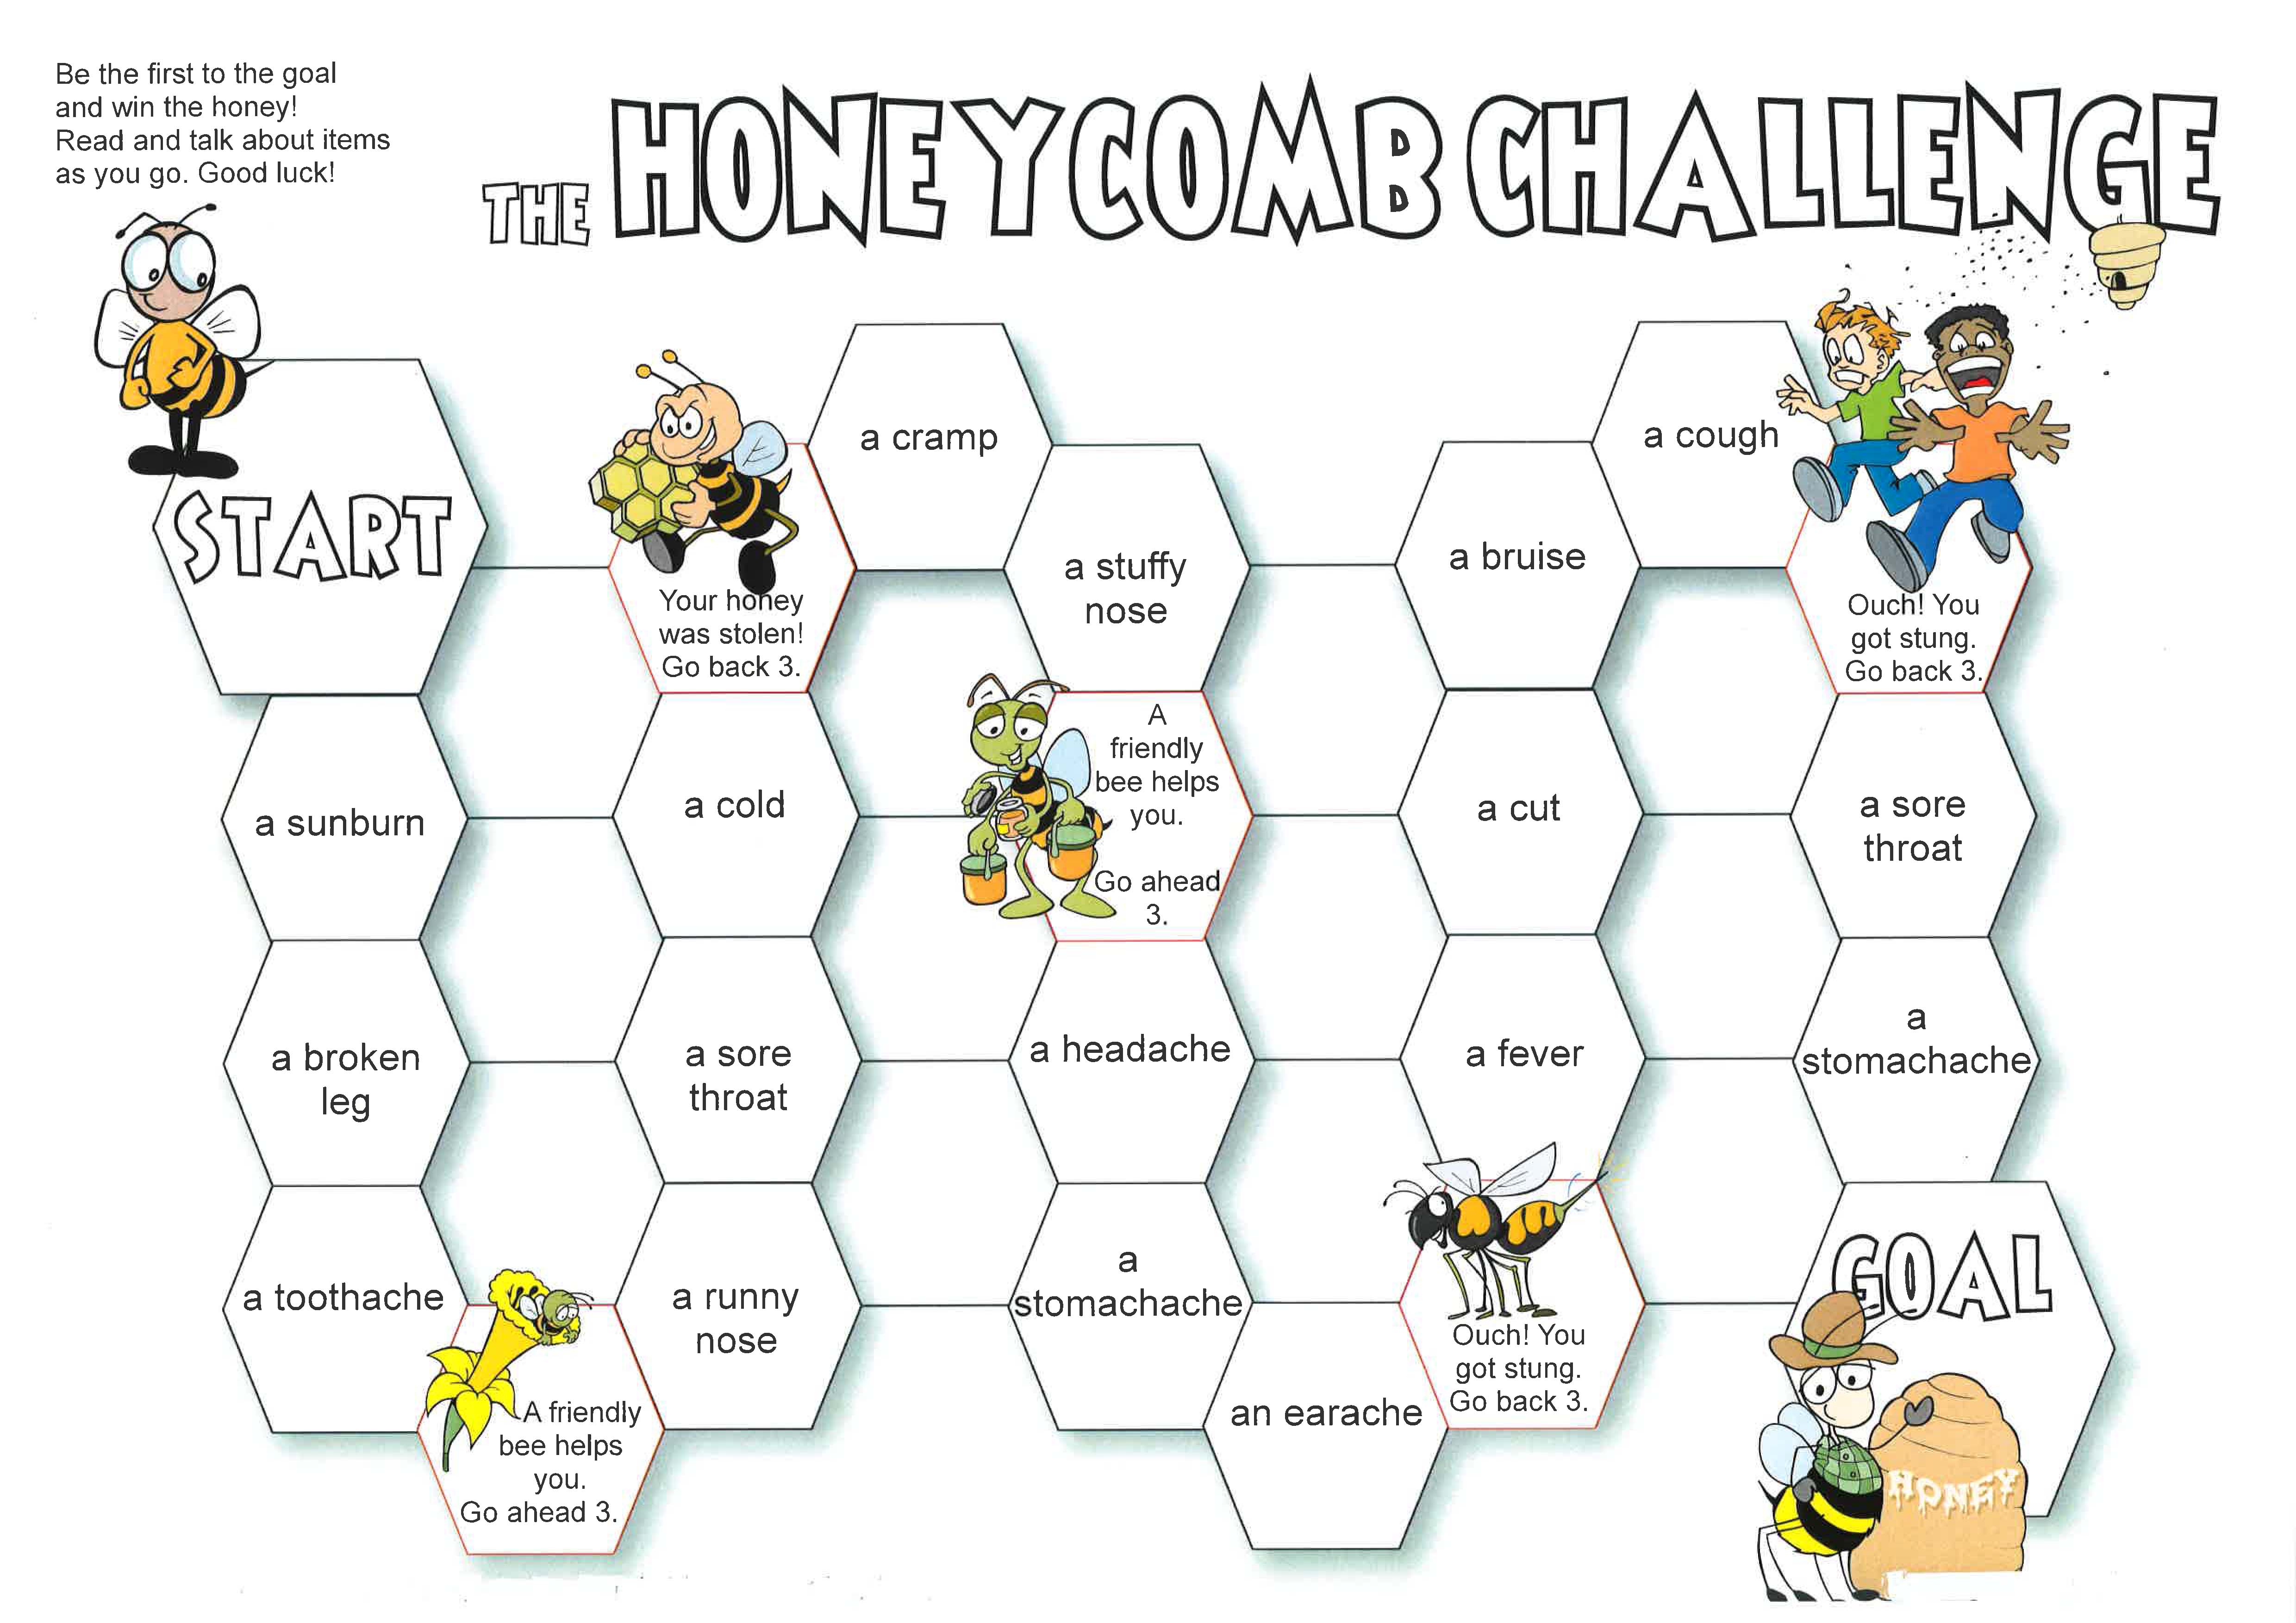 Be the first to the goal
and win the honey!
Read and talk about items
as you go. Good luck!
THE HONEYCOMB CHALLENGE
START
a sunburn
a broken
leg
a toothache
A friendly
bee helps
you.
Go ahead 3.
a runny
nose
a sore
throat
a cold
Your honey
was stolen!
Go back 3.
a cramp
a stuffy
nose
A
friendly
bee helps
you.
Go ahead
3.
a headache
a
stomachache
an earache
Ouch! You
got stung.
Go back 3.
a fever
a cut
a bruise
a cough
Ouch! You
got stung.
Go back 3.
a sore
throat
a
stomachache
GOAL
HONEY